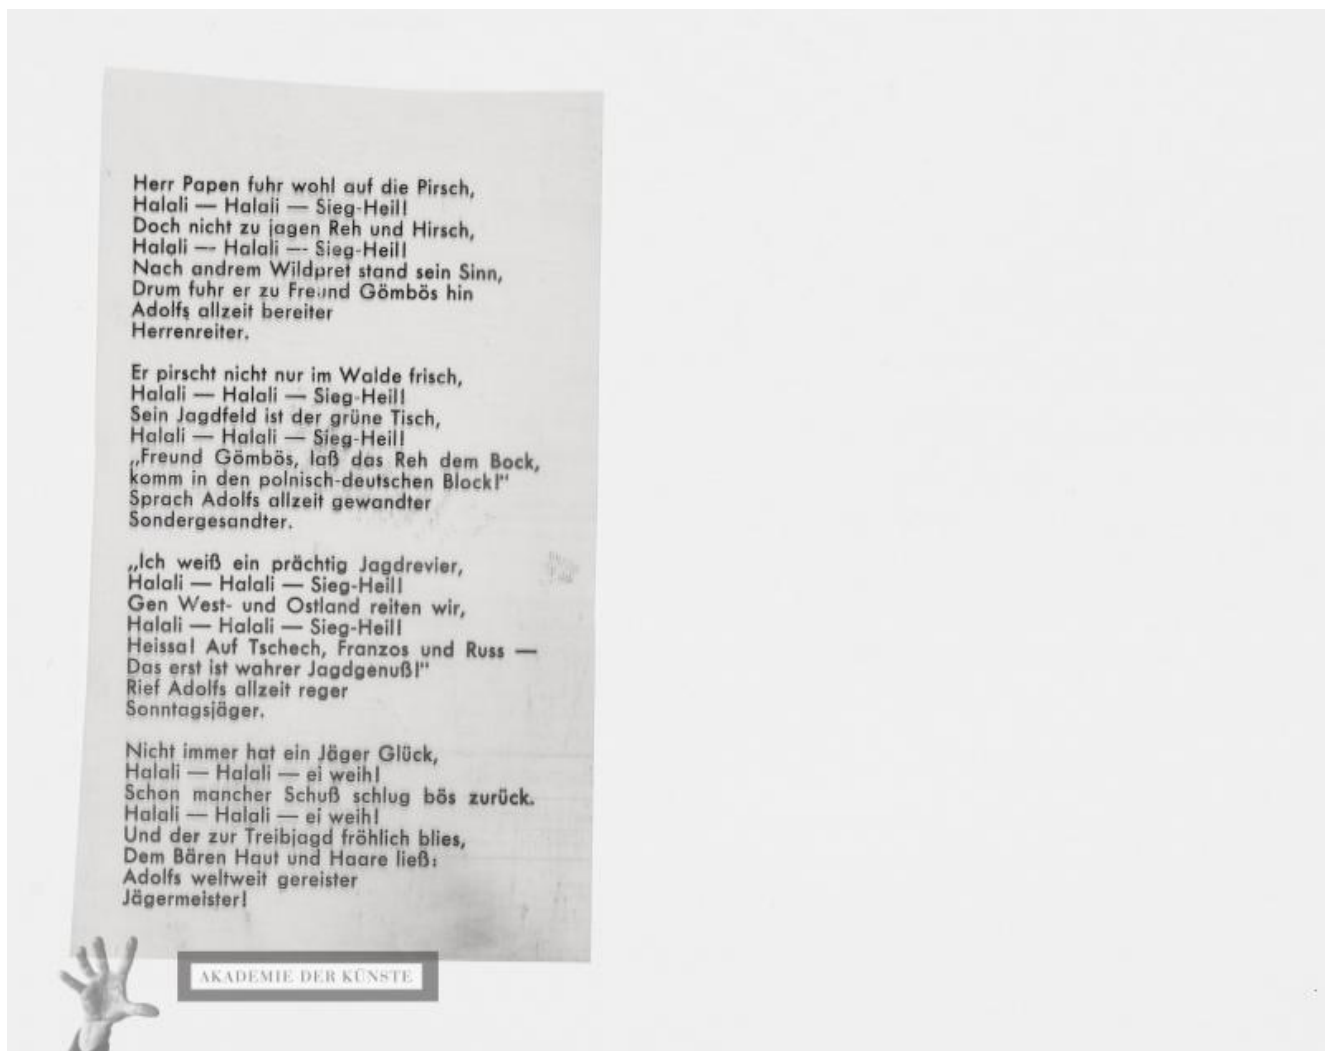 Herr Papen fuhr wohl auf die Pirsch,
Halali — Halali — Sieg-Heil!
Doch nicht zu jagen Reh und Hirsch,
Halali — Halali — Sieg-Heil!
Nach andrem Wildpret stand sein Sinn,
Drum fuhr er zu Freund Gömbös hin
Adolfs allzeit bereiter
Herrenreiter.
Er pirscht nicht nur im Walde frisch,
Halali — Halali — Sieg-Heil!
Sein Jagdfeld ist der grüne Tisch,
Halali — Halali — Sieg-Heil!
„Freund Gömbös, laß das Reh dem Bock,
komm in den polnisch-deutschen Block!“
Sprach Adolfs allzeit gewandter
Sondergesandter.
„Ich weiß ein prächtig Jagdrevier,
Halali — Halali — Sieg-Heil!
Gen West- und Ostland reiten wir,
Halali — Halali — Sieg-Heil!
Heissa! Auf Tschech, Franzos und Russ —
Das erst ist wahrer Jagdgenuß!“
Rief Adolfs allzeit reger
Sonntagsjäger.
Nicht immer hat ein Jäger Glück,
Halali — Halali — ei weih!
Schon mancher Schuß schlug bös zurück.
Halali — Halali — ei weih!
Und der zur Treibjagd fröhlich blies,
Dem Bären Haut und Haare ließ:
Adolfs weltweit gereister
Jägermeister!
AKADEMIE DER KÜNSTE